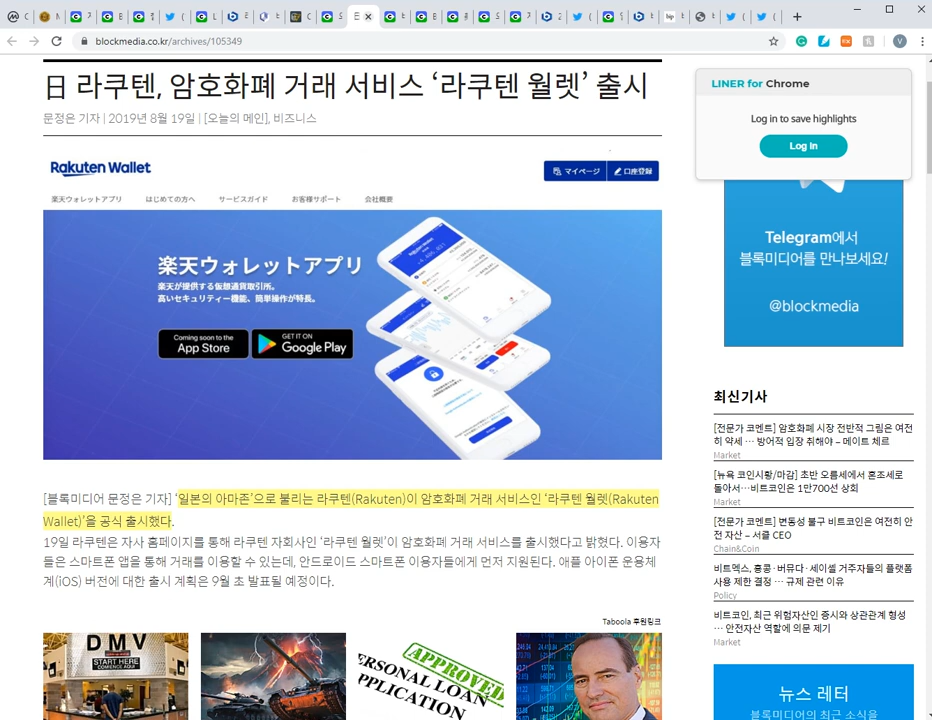 blockmedia.co.kr/archives/105349
V
日 라쿠텐, 암호화폐 거래 서비스 ‘라쿠텐 월렛’ 출시
문정은 기자 | 2019년 8월 19일 | [오늘의 메인], 비즈니스
Rakuten Wallet
マイページ
口座登録
楽天ウォレットアプリ はじめての方へ サービスガイド お客様サポート 会社概要
楽天ウォレットアプリ
楽天が提供する仮想通貨取引所。
高いセキュリティー機能、簡単操作が特長。
Coming soon to the
App Store
GET IT ON
Google Play
[블록미디어 문정은 기자] ‘일본의 아마존’으로 불리는 라쿠텐(Rakuten)이 암호화폐 거래 서비스인 ‘라쿠텐 월렛(Rakuten
Wallet)’을 공식 출시했다.
19일 라쿠텐은 자사 홈페이지를 통해 라쿠텐 자회사인 ‘라쿠텐 월렛’이 암호화폐 거래 서비스를 출시했다고 밝혔다. 이용자
들은 스마트폰 앱을 통해 거래를 이용할 수 있는데, 안드로이드 스마트폰 이용자들에게 먼저 지원된다. 애플 아이폰 운용체
계(iOS) 버전에 대한 출시 계획은 9월 초 발표될 예정이다.
Taboola 후원링크
DMV
START HERE
COMIENCE AQUI
APPROVED
PERSONAL LOAN
APPLICATION
LINER for Chrome
Log in to save highlights
Log in
Telegram에서
블록미디어를 만나보세요!
@blockmedia
최신기사
[전문가 코멘트] 암호화폐 시장 전반적 그림은 여전
히 약세 … 방어적 입장 취해야 – 메이트 체르
Market
[뉴욕 코인시황/마감] 초반 오름세에서 혼조세로
돌아서…비트코인은 1만700선 상회
Market
[전문가 코멘트] 변동성 불구 비트코인은 여전히 안
전 자산 – 서클 CEO
Chain&Coin
비트멕스, 홍콩·버뮤다·세이셸 거주자들의 플랫폼
사용 제한 결정 … 규제 관련 이유
Policy
비트코인, 최근 위험자산인 증시와 상관관계 형성
… 안전자산 역할에 의문 제기
Market
뉴스 레터
블록미디어의 최근 소식을